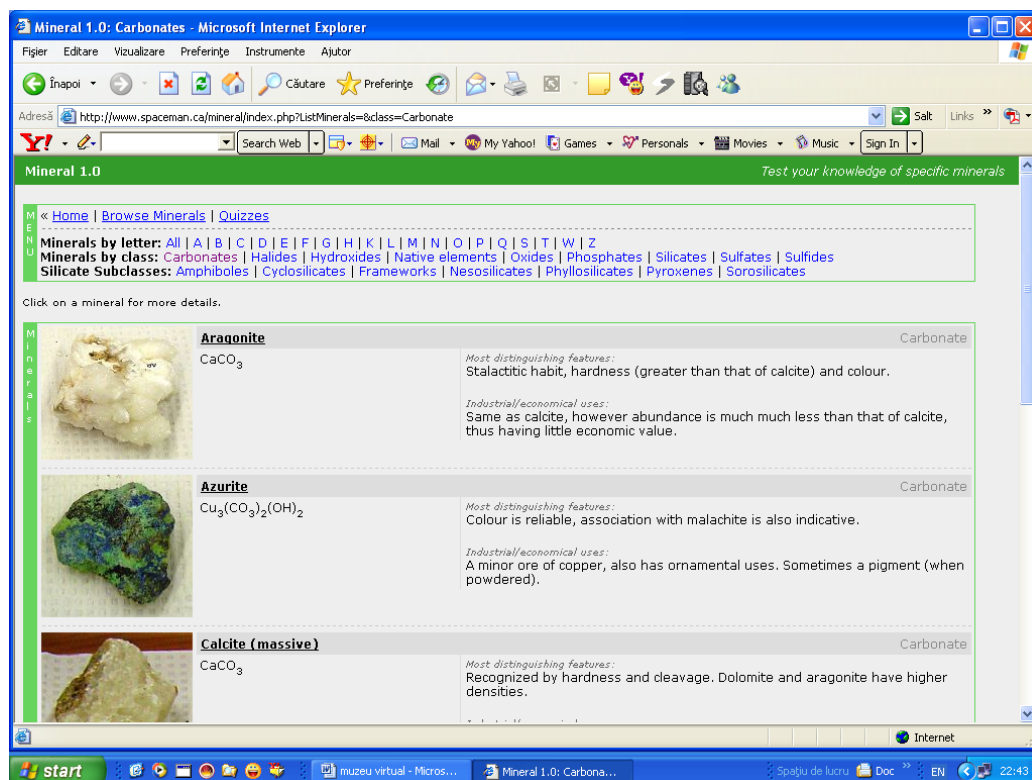 Mineral 1.0: Carbonates - Microsoft Internet Explorer
Fișier Editare Vizualizare Preferințe Instrumente Ajutor
Înapoi Căutare Preferințe
Adresă http://www.spaceman.ca/mineral/index.php?ListMinerals=&class=Carbonate Salt Links »
Y! Search Web Mail My Yahoo! Games Personals Movies Music Sign In
Mineral 1.0 Test your knowledge of specific minerals
MENU
« Home | Browse Minerals | Quizzes
Minerals by letter: All | A | B | C | D | E | F | G | H | K | L | M | N | O | P | Q | S | T | W | Z
Minerals by class: Carbonates | Halides | Hydroxides | Native elements | Oxides | Phosphates | Silicates | Sulfates | Sulfides
Silicate Subclasses: Amphiboles | Cyclosilicates | Frameworks | Nesosilicates | Phyllosilicates | Pyroxenes | Sorosilicates
Click on a mineral for more details.
Minerals
Aragonite Carbonate
CaCO3
Most distinguishing features:
Stalactitic habit, hardness (greater than that of calcite) and colour.
Industrial/economical uses:
Same as calcite, however abundance is much much less than that of calcite,
thus having little economic value.
Azurite Carbonate
Cu3(CO3)2(OH)2
Most distinguishing features:
Colour is reliable, association with malachite is also indicative.
Industrial/economical uses:
A minor ore of copper, also has ornamental uses. Sometimes a pigment (when
powdered).
Calcite (massive) Carbonate
CaCO3
Most distinguishing features:
Recognized by hardness and cleavage. Dolomite and aragonite have higher
densities.
Internet
start muzeu virtual - Micros... Mineral 1.0: Carbona... Spațiu de lucru Doc » EN 22:43